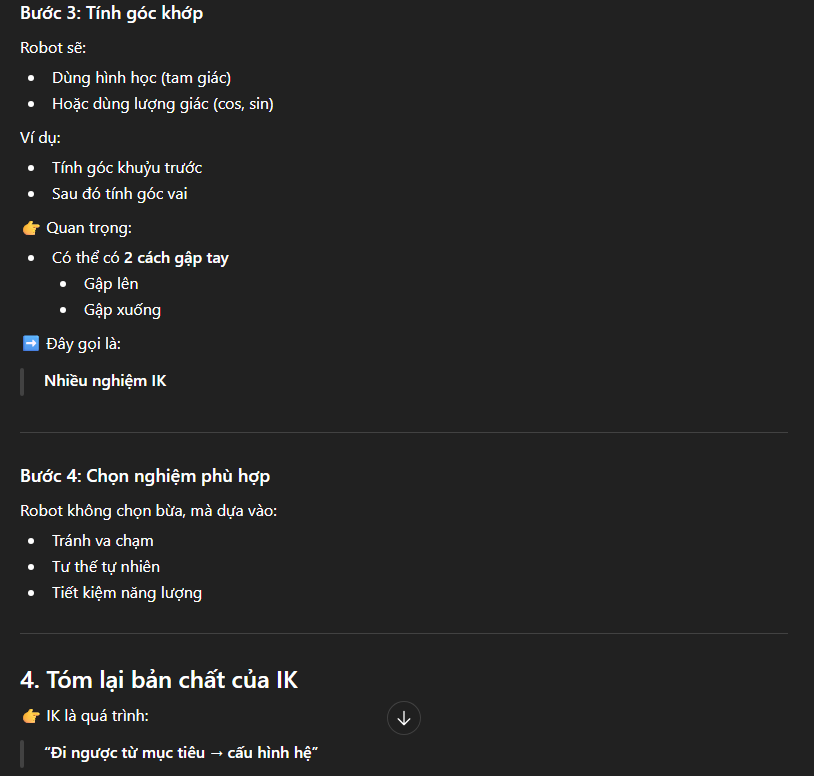 Bước 3: Tính góc khớp
Robot sẽ:
Dùng hình học (tam giác)
Hoặc dùng lượng giác (cos, sin)
Ví dụ:
Tính góc khuỷu trước
Sau đó tính góc vai
👉 Quan trọng:
Có thể có 2 cách gập tay
Gập lên
Gập xuống
➡️ Đây gọi là:
Nhiều nghiệm IK
Bước 4: Chọn nghiệm phù hợp
Robot không chọn bừa, mà dựa vào:
Tránh va chạm
Tư thế tự nhiên
Tiết kiệm năng lượng
4. Tóm lại bản chất của IK
👉 IK là quá trình:
“Đi ngược từ mục tiêu → cấu hình hệ”